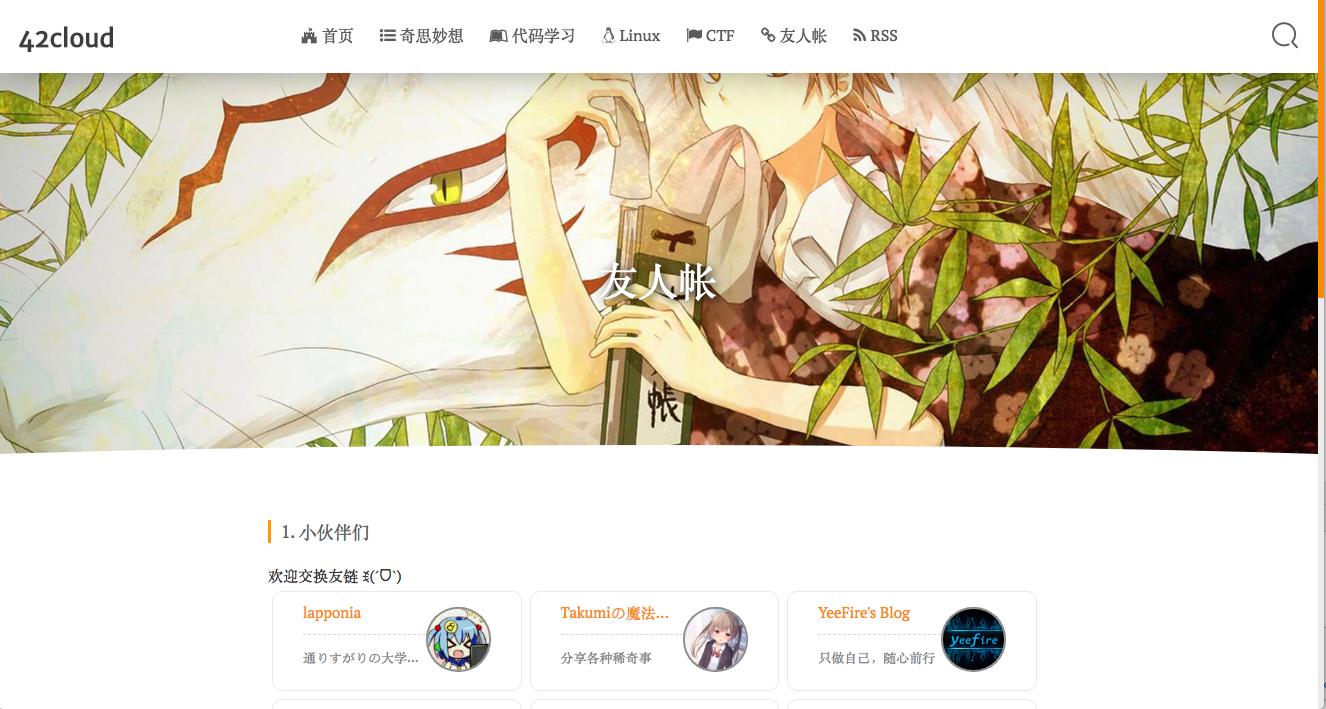 42cloud
首页 奇思妙想 代码学习 Linux CTF 友人帐 RSS
友人帐
帳
1. 小伙伴们
欢迎交换友链 ﾐ(´ᗜ`)
lapponia
通りすがりの大学...
Takumiの魔法...
分享各种稀奇事
YeeFire's Blog
只做自己，随心前行
YeeFire